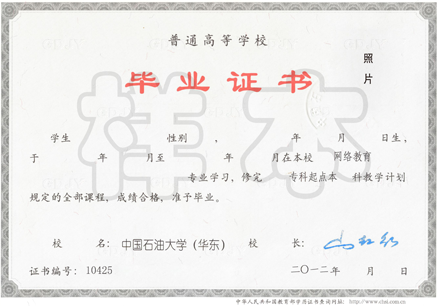 普通高等学校
照片
毕业证书
样本
学生 性别 , 年 月 日生,
于 年 月至 年 月在本校 网络教育
专业学习,修完 专科起点本 科教学计划
规定的全部课程,成绩合格,准予毕业。
校 名: 中国石油大学(华东) 校 长:
证书编号: 10425 二〇一二年 月 日
中华人民共和国教育部学历证书查询网址: http://www.chsi.com.cn